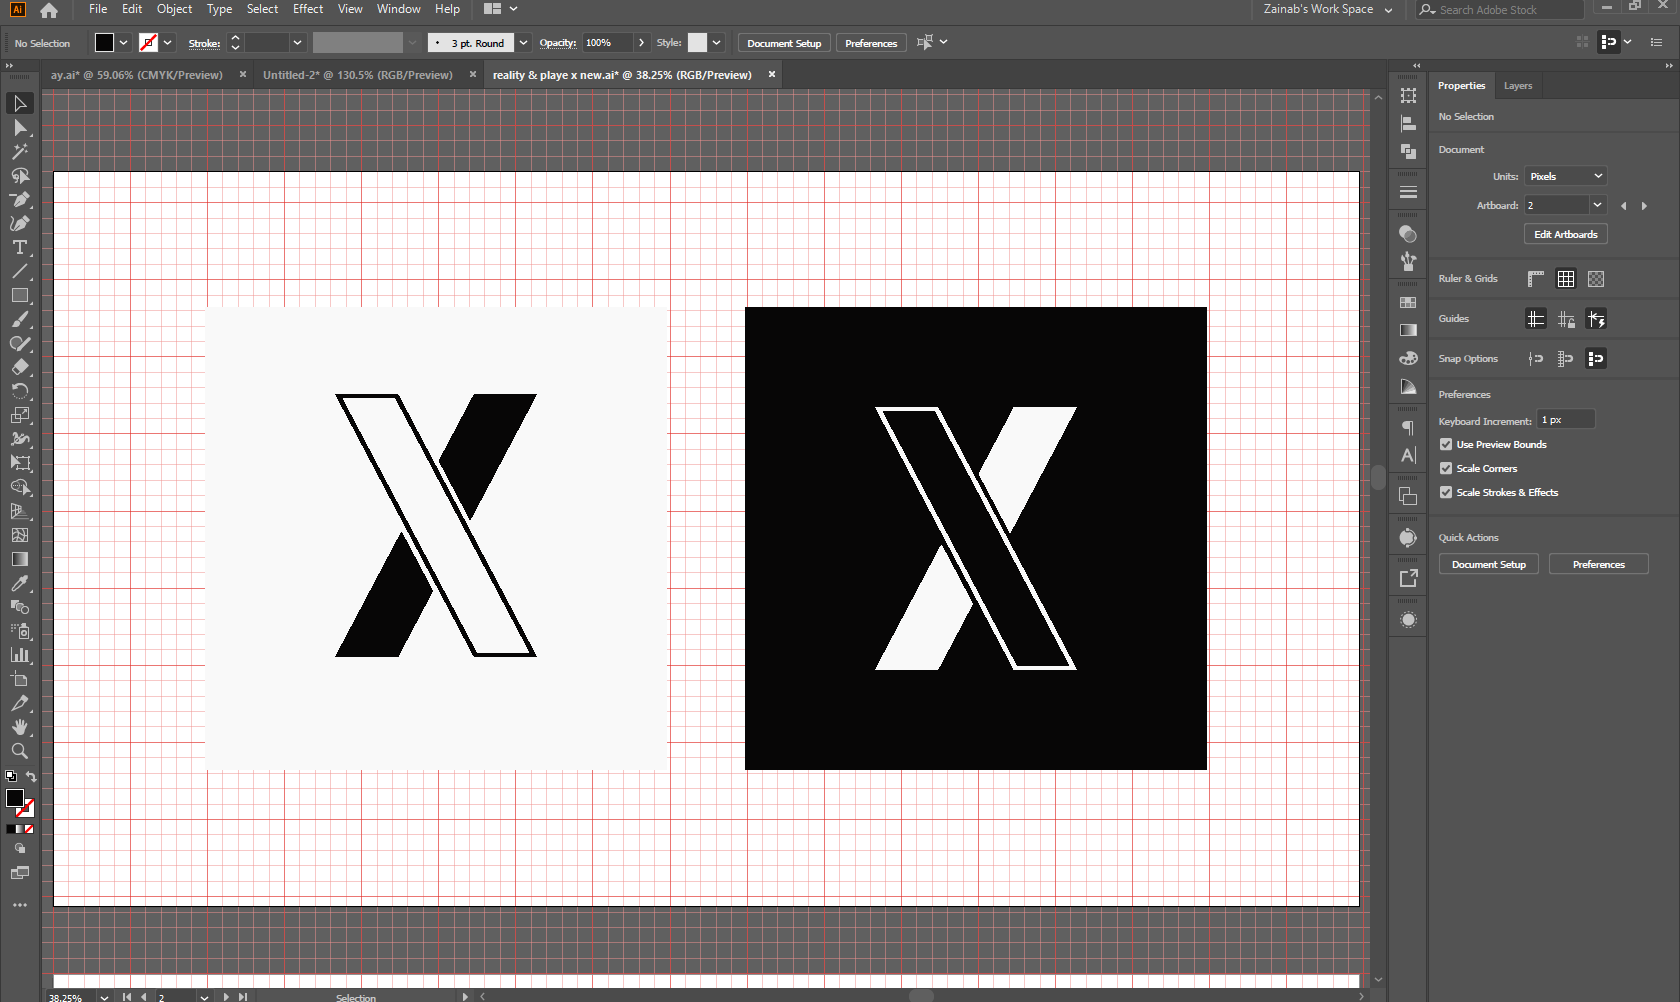 Ai File Edit Object Type Select Effect View Window Help Zainab's Work Space Search Adobe Stock
No Selection Stroke: 3 pt. Round Opacity: 100% Style: Document Setup Preferences
ay.ai* @ 59.06% (CMYK/Preview) × Untitled-2* @ 130.5% (RGB/Preview) × reality & playe x new.ai* @ 38.25% (RGB/Preview) ×
Properties Layers
No Selection
Document
Units: Pixels
Artboard: 2
Edit Artboards
Ruler & Grids
Guides
Snap Options
Preferences
Keyboard Increment: 1 px
Use Preview Bounds
Scale Corners
Scale Strokes & Effects
Quick Actions
Document Setup Preferences
X X
38.25% 2 Selection